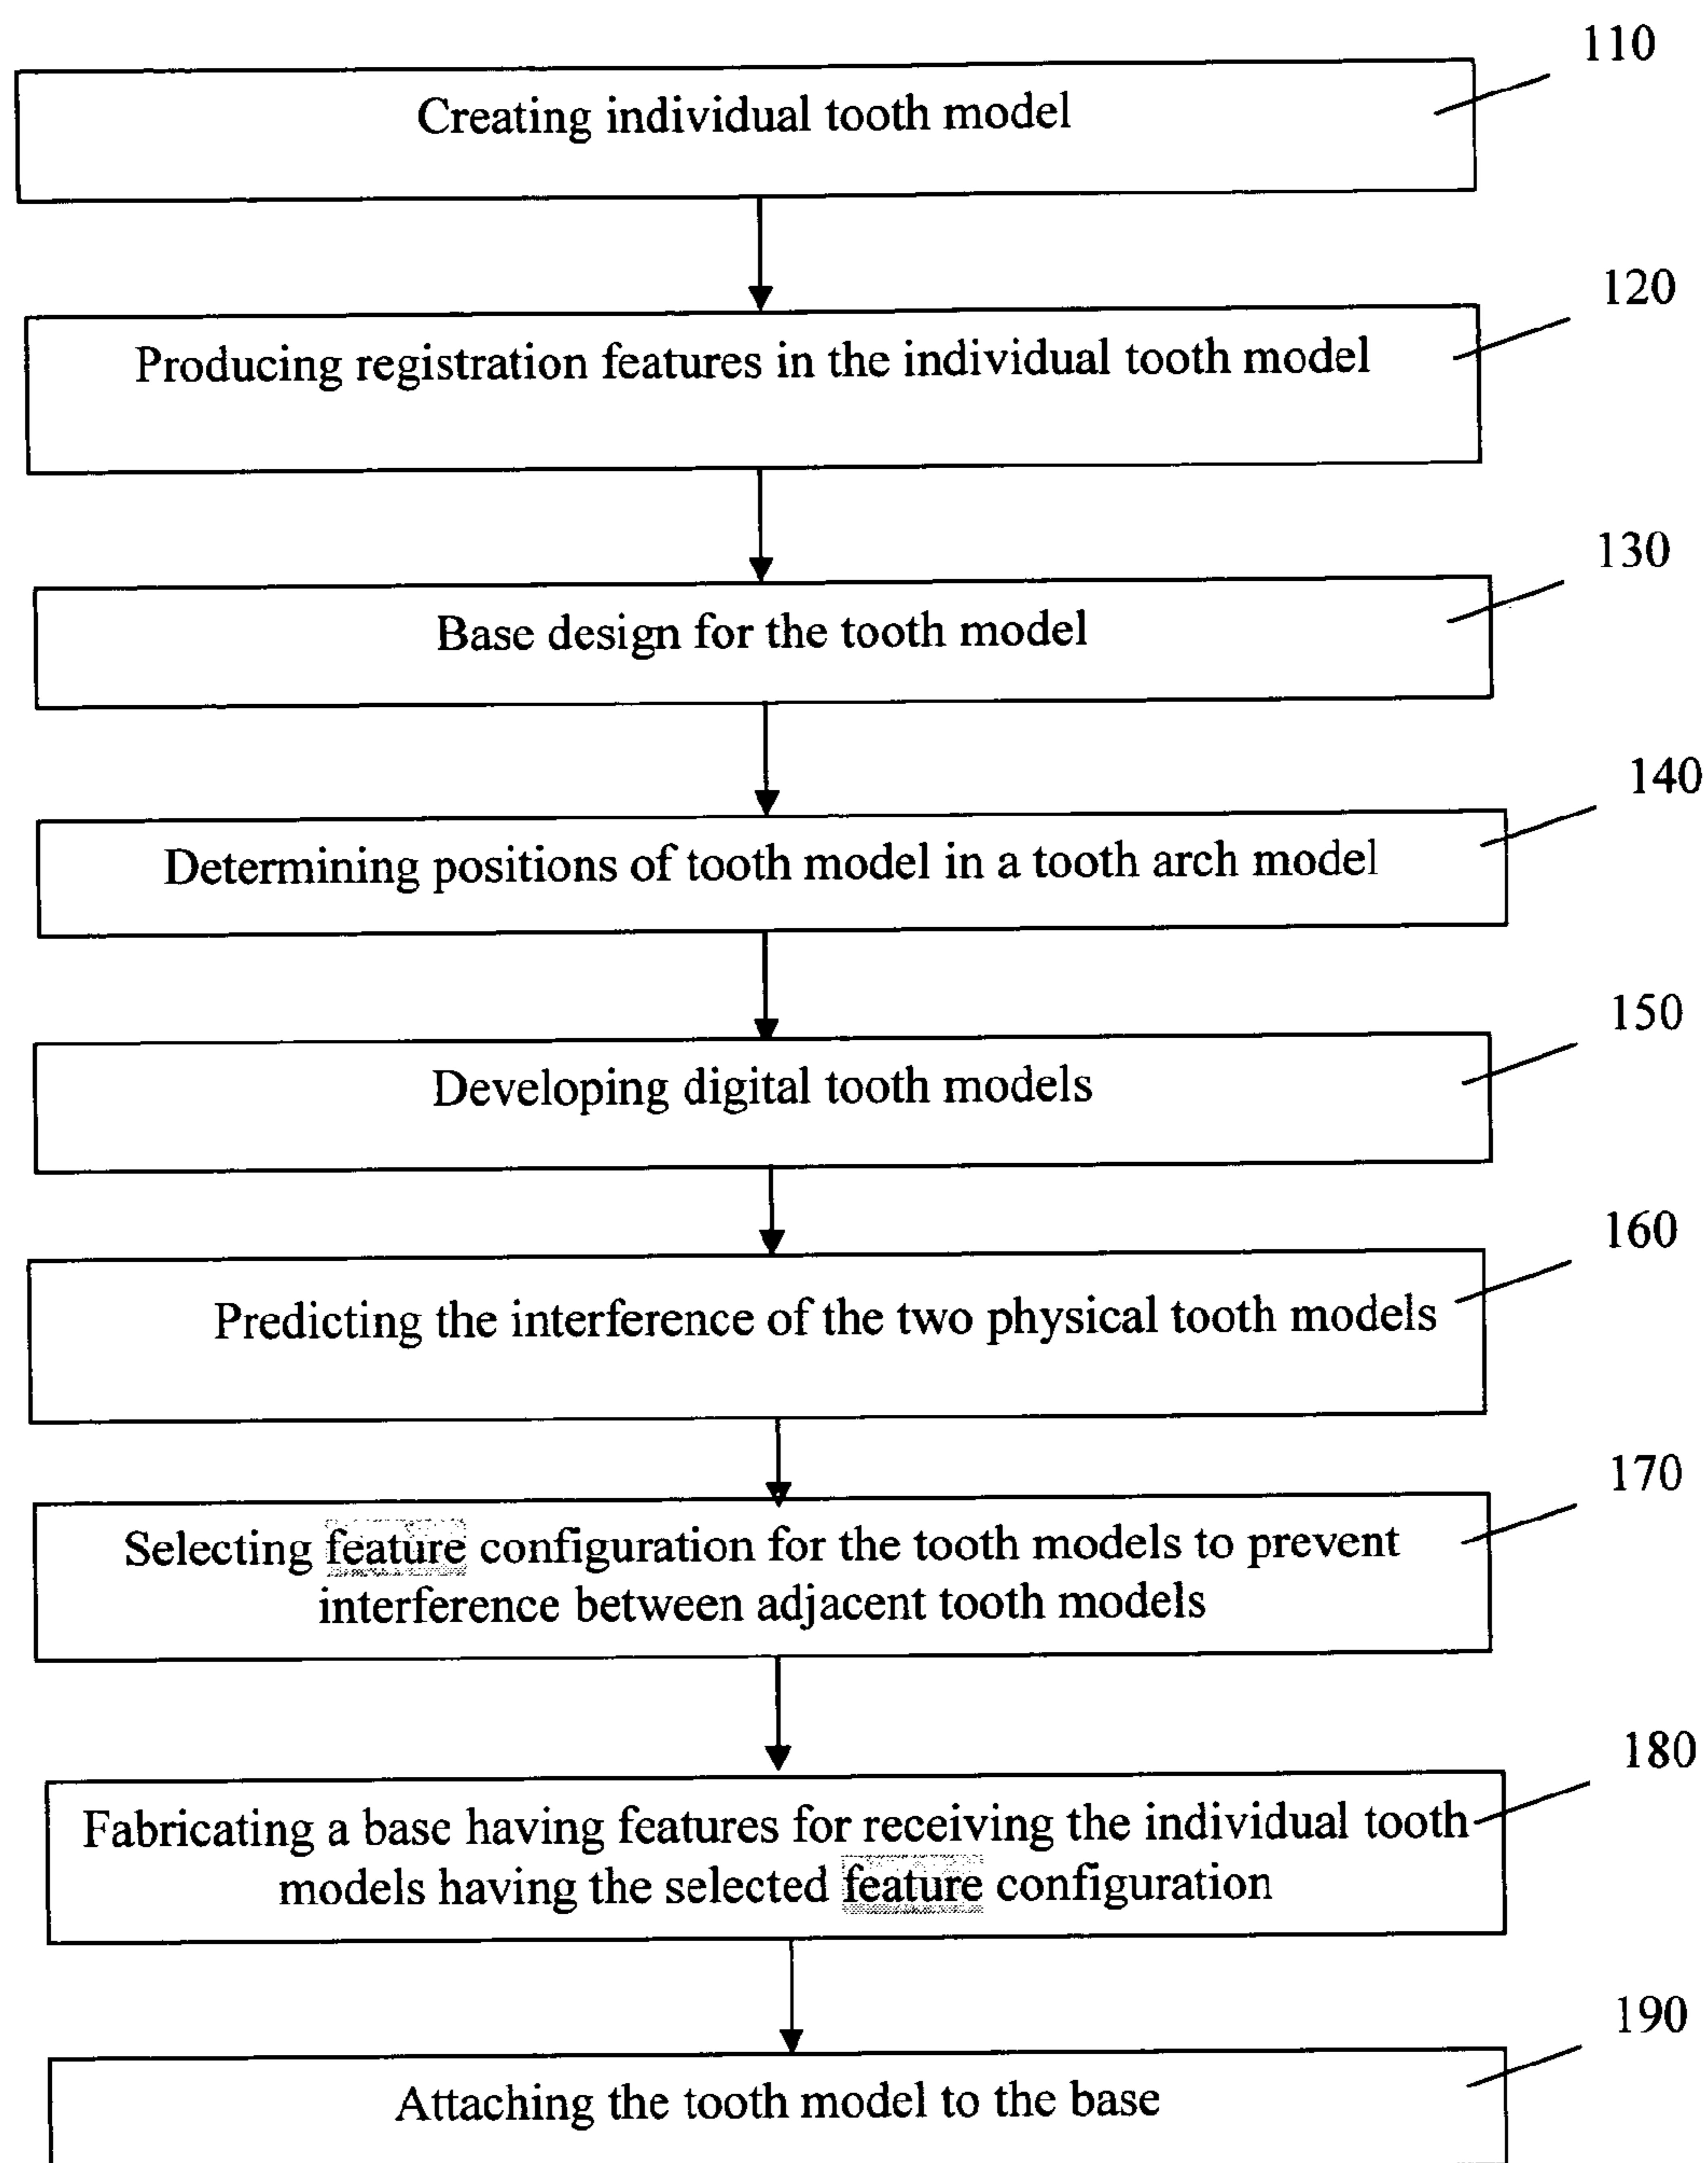 110
Creating individual tooth model
120
Producing registration features in the individual tooth model
130
Base design for the tooth model
140
Determining positions of tooth model in a tooth arch model
150
Developing digital tooth models
160
Predicting the interference of the two physical tooth models
170
Selecting feature configuration for the tooth models to prevent
interference between adjacent tooth models
180
Fabricating a base having features for receiving the individual tooth
models having the selected feature configuration
190
Attaching the tooth model to the base